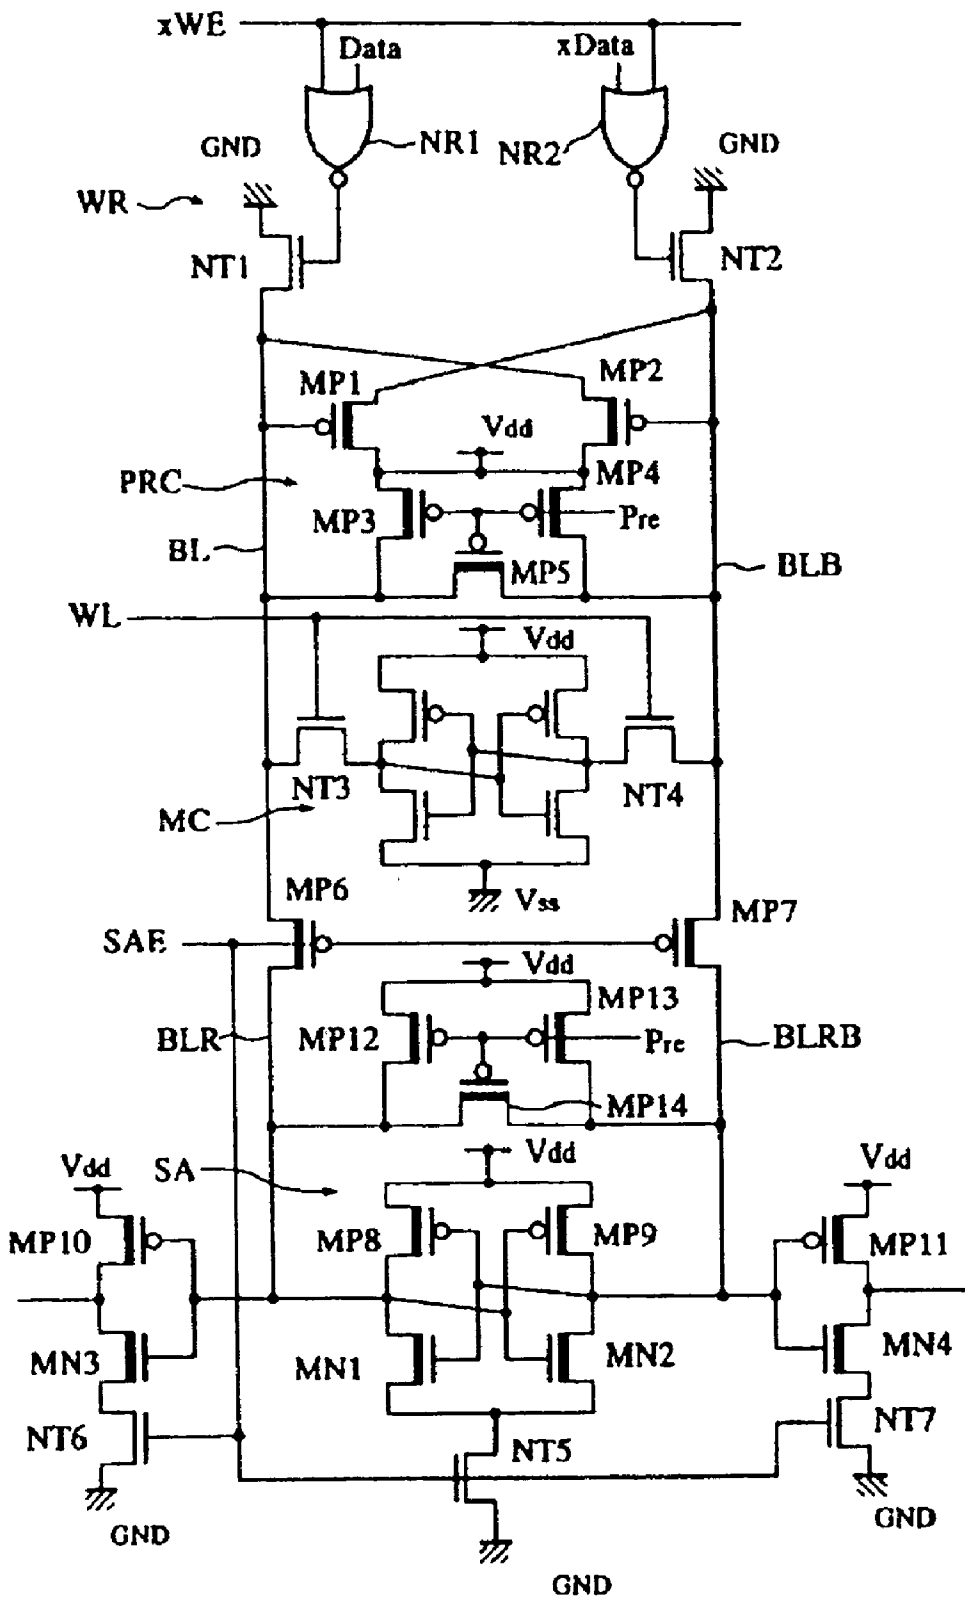 xWE
Data
xData
GND
NR1
NR2
GND
WR
NT1
NT2
MP1
MP2
Vdd
PRC
MP4
MP3
Pre
BL
MP5
BLB
WL
Vdd
NT3
NT4
MC
MP6
Vss
MP7
SAE
Vdd
MP13
BLR
MP12
Pre
BLRB
MP14
SA
Vdd
Vdd
Vdd
MP10
MP8
MP9
MP11
MN3
MN1
MN2
MN4
NT6
NT5
NT7
GND
GND
GND